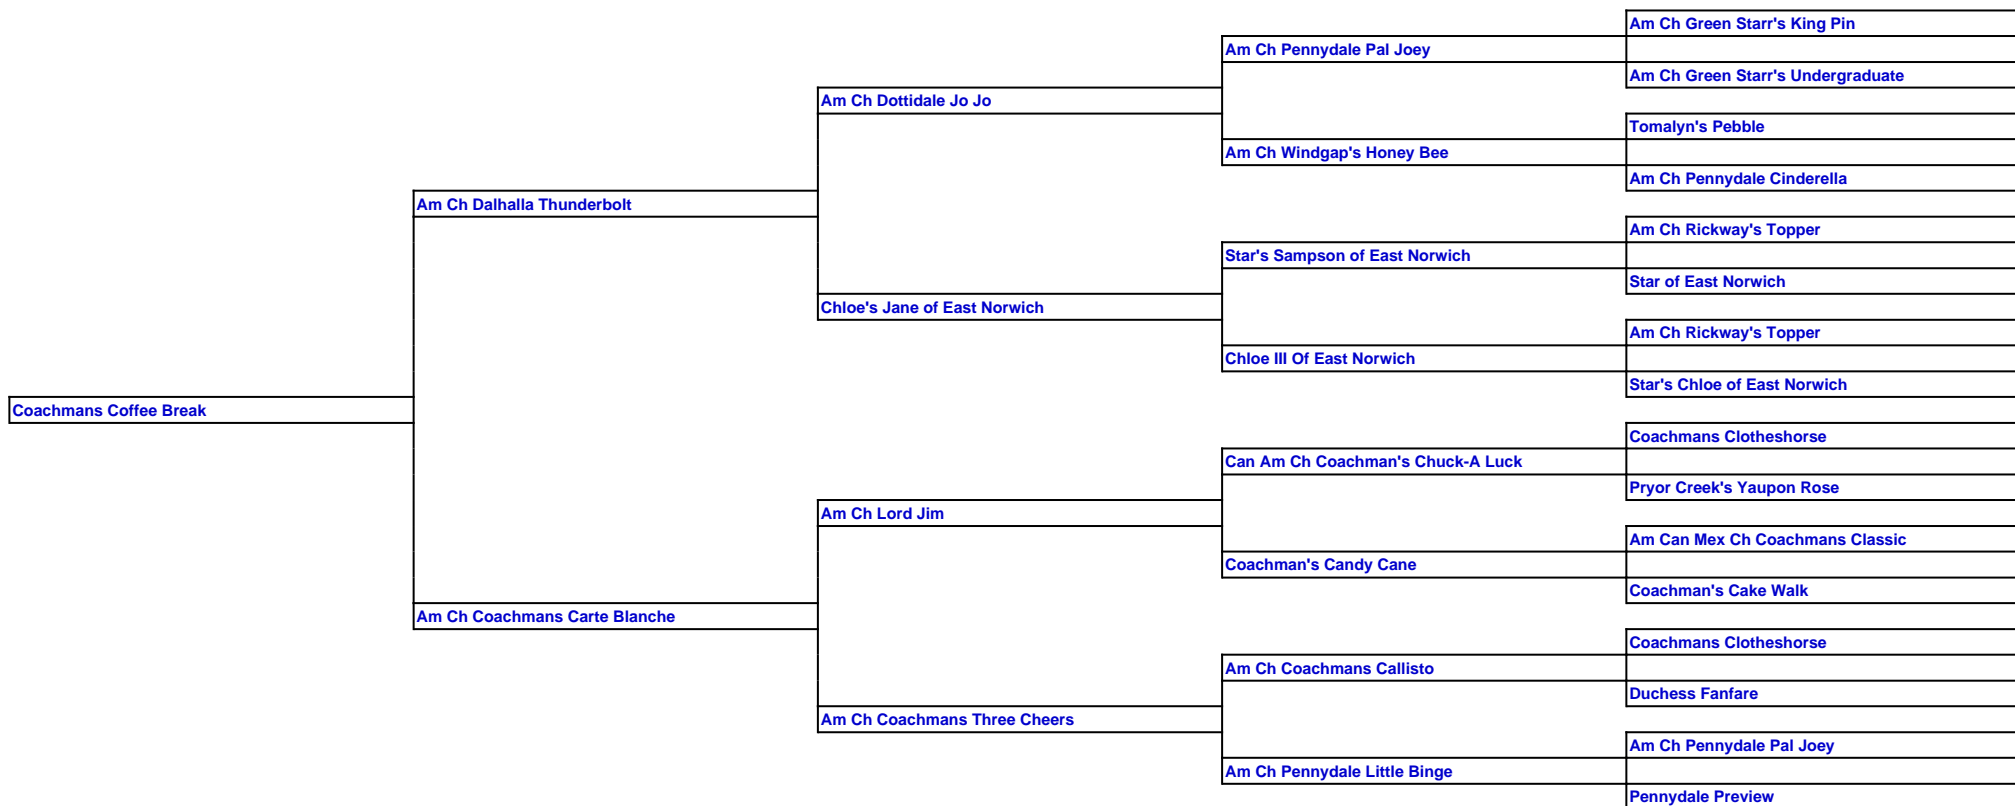 Am Ch Green Starr's King Pin
Am Ch Pennydale Pal Joey
Am Ch Green Starr's Undergraduate
Am Ch Dottidale Jo Jo
Tomalyn's Pebble
Am Ch Windgap's Honey Bee
Am Ch Pennydale Cinderella
Am Ch Dalhalla Thunderbolt
Am Ch Rickway's Topper
Star's Sampson of East Norwich
Star of East Norwich
Chloe's Jane of East Norwich
Am Ch Rickway's Topper
Chloe III Of East Norwich
Star's Chloe of East Norwich
Coachmans Coffee Break
Coachmans Clotheshorse
Can Am Ch Coachman's Chuck-A Luck
Pryor Creek's Yaupon Rose
Am Ch Lord Jim
Am Can Mex Ch Coachmans Classic
Coachman's Candy Cane
Coachman's Cake Walk
Am Ch Coachmans Carte Blanche
Coachmans Clotheshorse
Am Ch Coachmans Callisto
Duchess Fanfare
Am Ch Coachmans Three Cheers
Am Ch Pennydale Pal Joey
Am Ch Pennydale Little Binge
Pennydale Preview